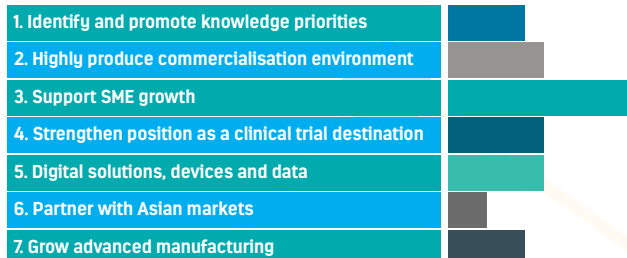 1. Identify and promote knowledge priorities
2. Highly produce commercialisation environment
3. Support SME growth
4. Strengthen position as a clinical trial destination
5. Digital solutions, devices and data
6. Partner with Asian markets
7. Grow advanced manufacturing